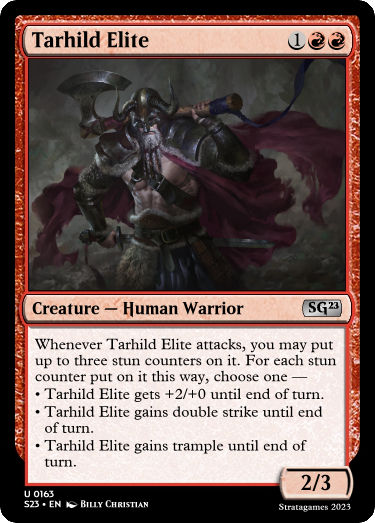 Tarhild Elite 1
Creature — Human Warrior SG23
Whenever Tarhild Elite attacks, you may put
up to three stun counters on it. For each stun
counter put on it this way, choose one —
• Tarhild Elite gets +2/+0 until end of turn.
• Tarhild Elite gains double strike until end
of turn.
• Tarhild Elite gains trample until end of
turn.
2/3
U 0163
S23 • EN Billy Christian
Stratagames 2023